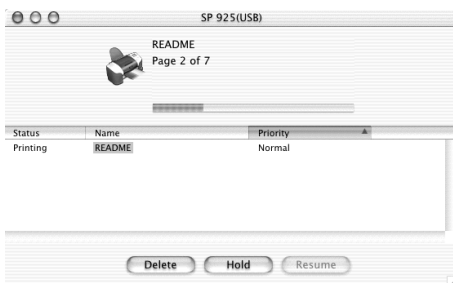 SP 925(USB)
README
Page 2 of 7
Status Name Priority
Printing README Normal
Delete Hold Resume